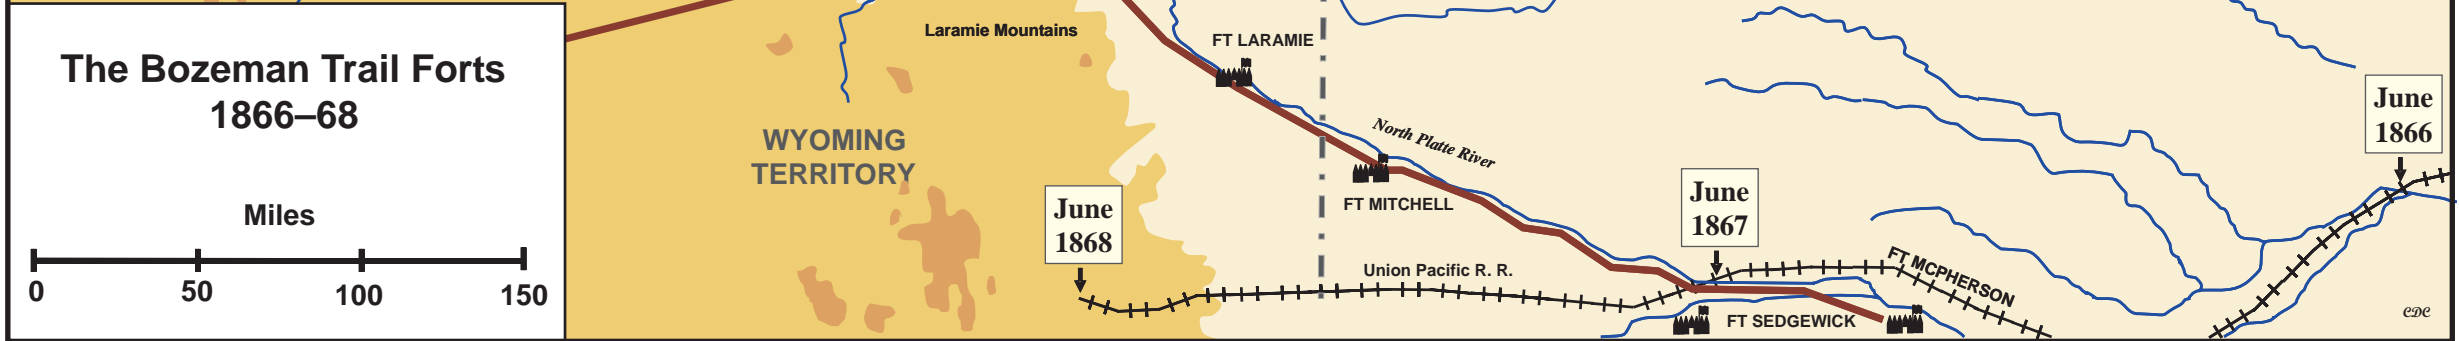 The Bozeman Trail Forts
1866–68
Miles
0 50 100 150
Laramie Mountains
WYOMING
TERRITORY
FT LARAMIE
North Platte River
FT MITCHELL
June
1868
Union Pacific R. R.
June
1867
FT MCPHERSON
FT SEDGEWICK
June
1866
CDC